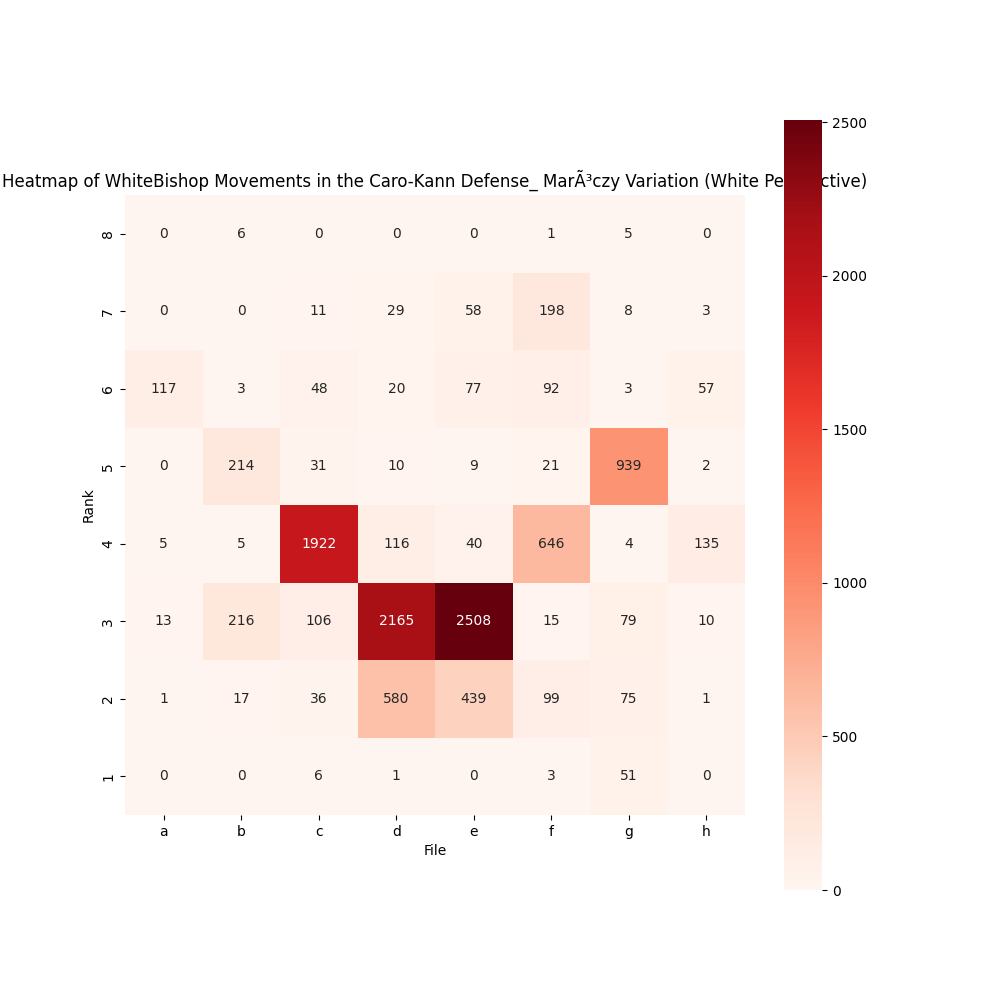 2500
Heatmap of WhiteBishop Movements in the Caro-Kann Defense_ MarÃ³czy Variation (White Pe ctive)
8 0 6 0 0 0 1 5 0
2000
7 0 0 11 29 58 198 8 3
6 117 3 48 20 77 92 3 57
1500
5 0 214 31 10 9 21 939 2
Rank
4 5 5 1922 116 40 646 4 135
1000
3 13 216 106 2165 2508 15 79 10
2 1 17 36 580 439 99 75 1
500
1 0 0 6 1 0 3 51 0
a b c d e f g h
File
0